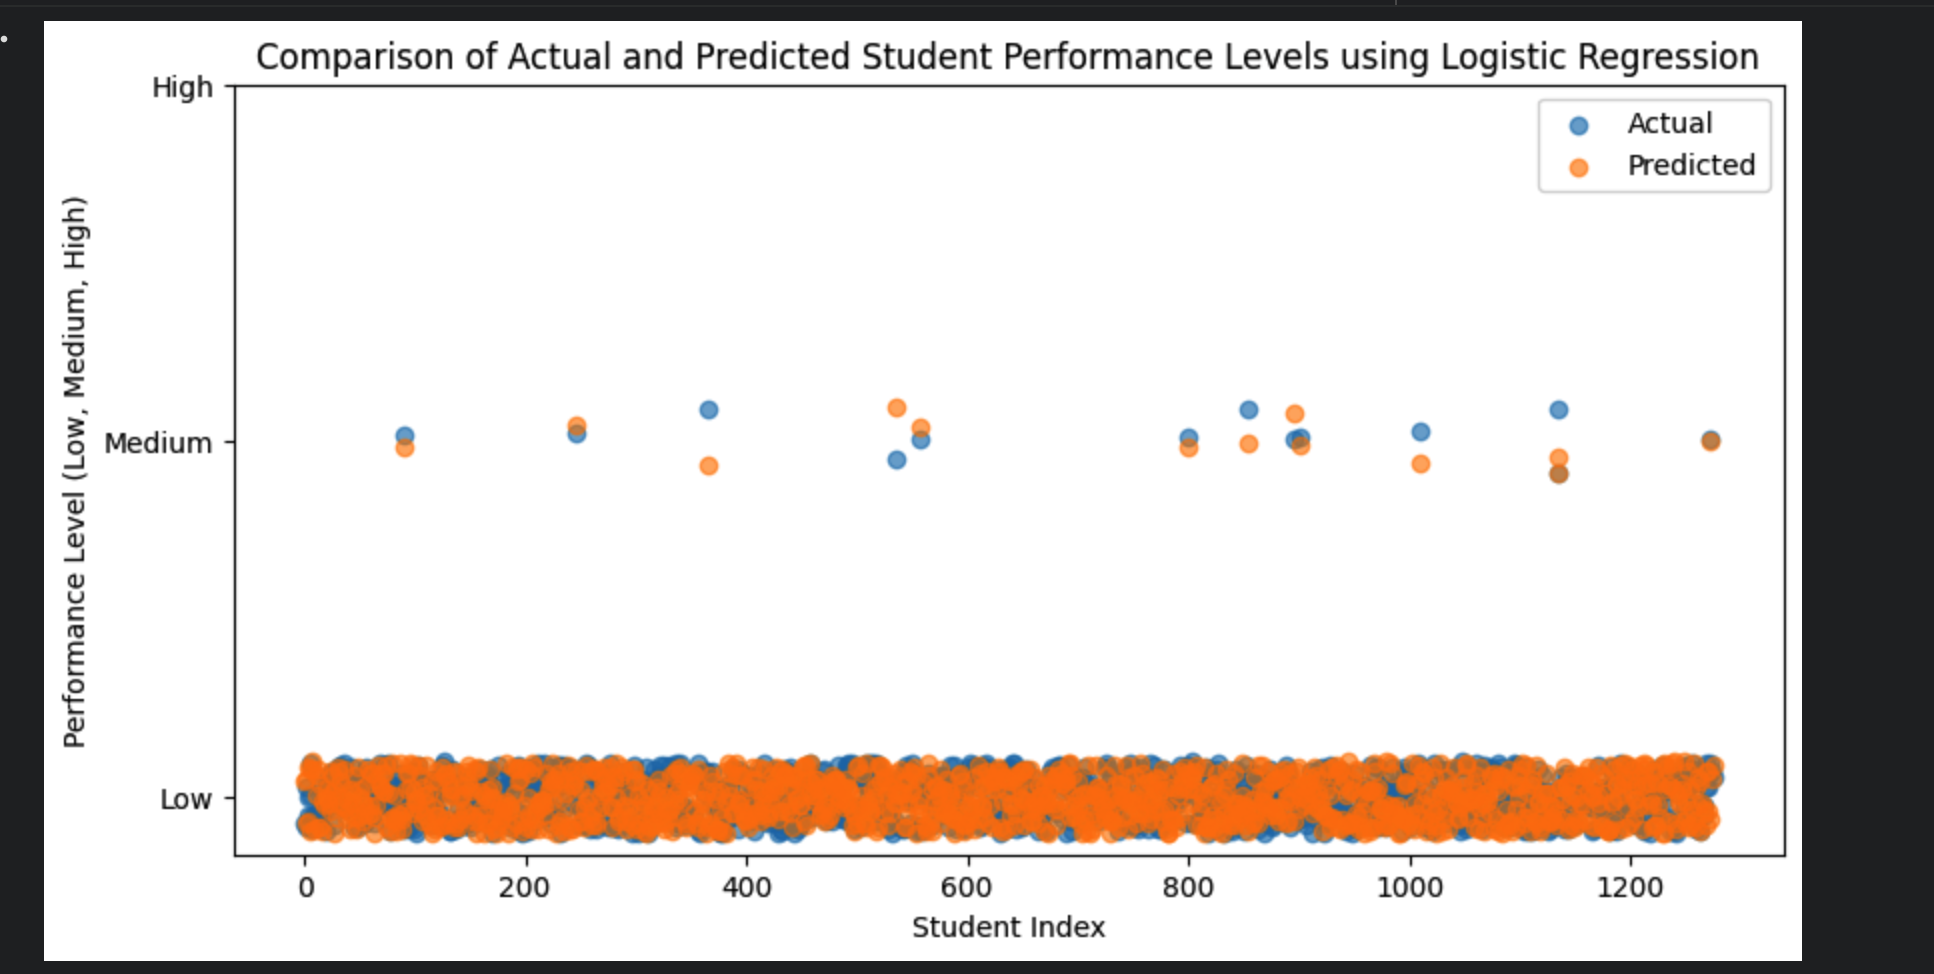 Comparison of Actual and Predicted Student Performance Levels using Logistic Regression
High
Actual
Predicted
Performance Level (Low, Medium, High)
Medium
Low
0 200 400 600 800 1000 1200
Student Index